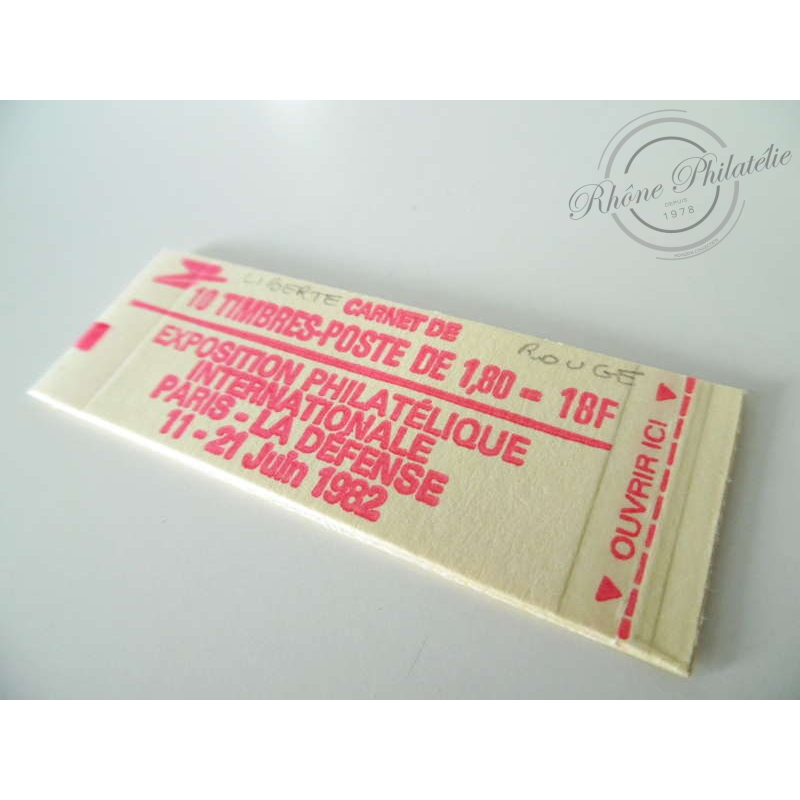 Rhône Philatélie
DEPUIS
1978
LIBERTE CARNET DE
10 TIMBRES-POSTE DE 1,80 = 18F
ROUGE
EXPOSITION PHILATÉLIQUE
INTERNATIONALE
PARIS - LA DÉFENSE
11 - 21 Juin 1982
OUVRIR ICI